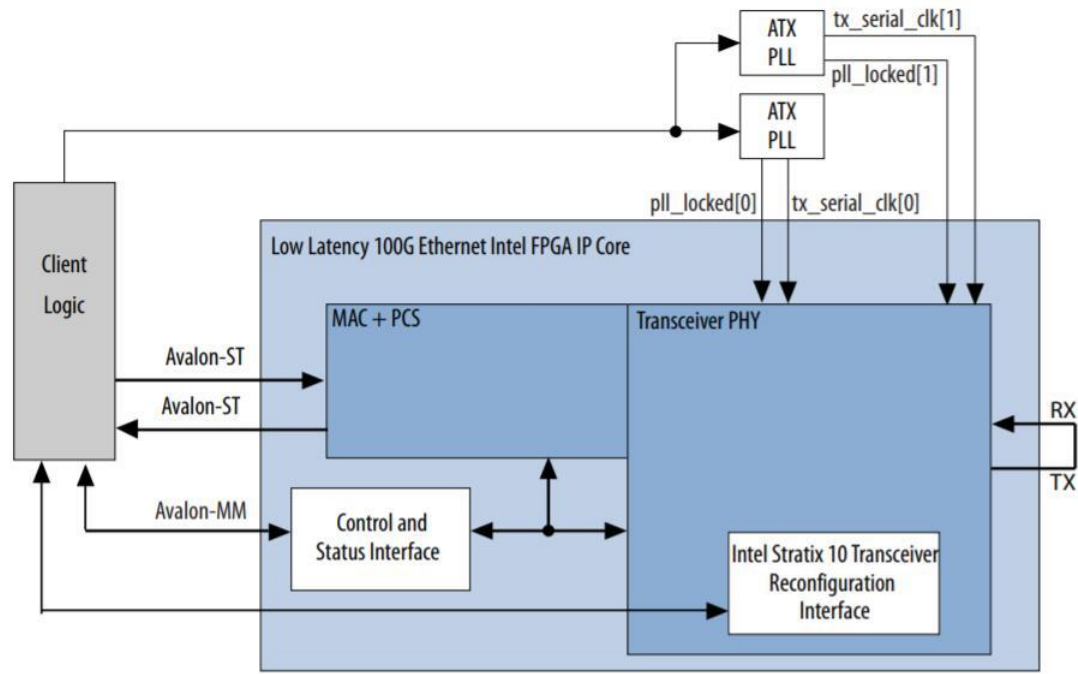 ATX
PLL
tx_serial_clk[1]
pll_locked[1]
ATX
PLL
pll_locked[0]
tx_serial_clk[0]
Client
Logic
Low Latency 100G Ethernet Intel FPGA IP Core
MAC + PCS
Transceiver PHY
Avalon-ST
Avalon-ST
RX
TX
Avalon-MM
Control and
Status Interface
Intel Stratix 10 Transceiver
Reconfiguration
Interface